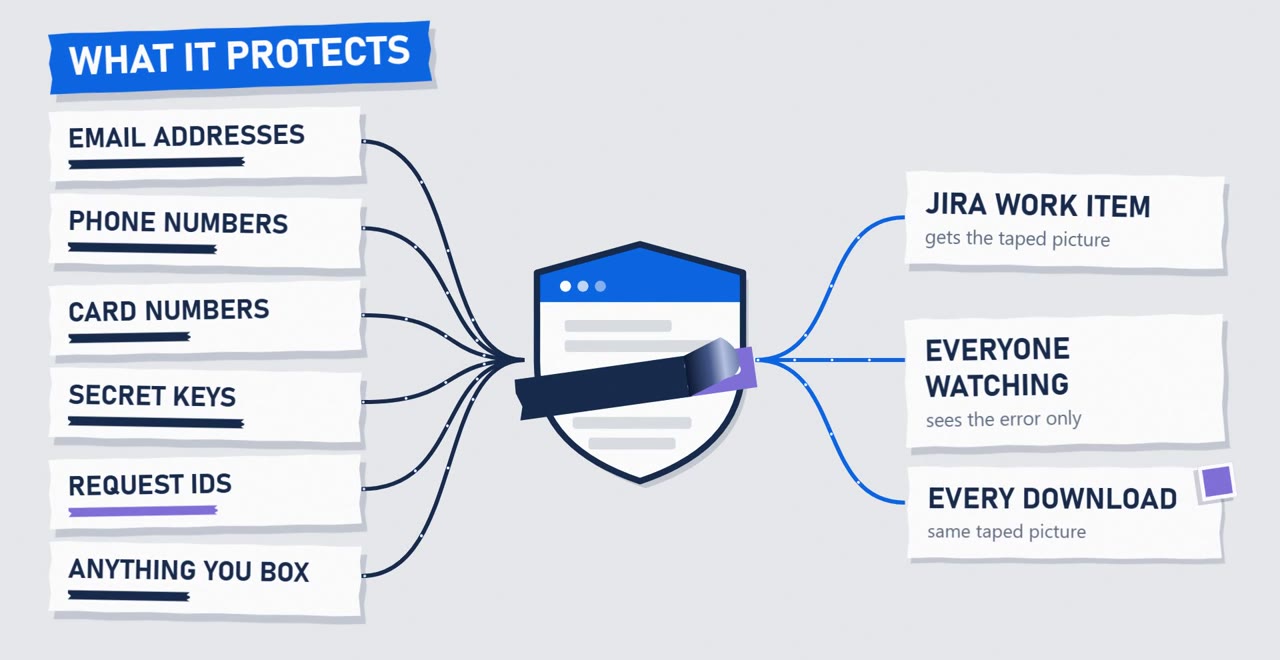 WHAT IT PROTECTS
EMAIL ADDRESSES
PHONE NUMBERS
CARD NUMBERS
SECRET KEYS
REQUEST IDS
ANYTHING YOU BOX
JIRA WORK ITEM
gets the taped picture
EVERYONE
WATCHING
sees the error only
EVERY DOWNLOAD
same taped picture